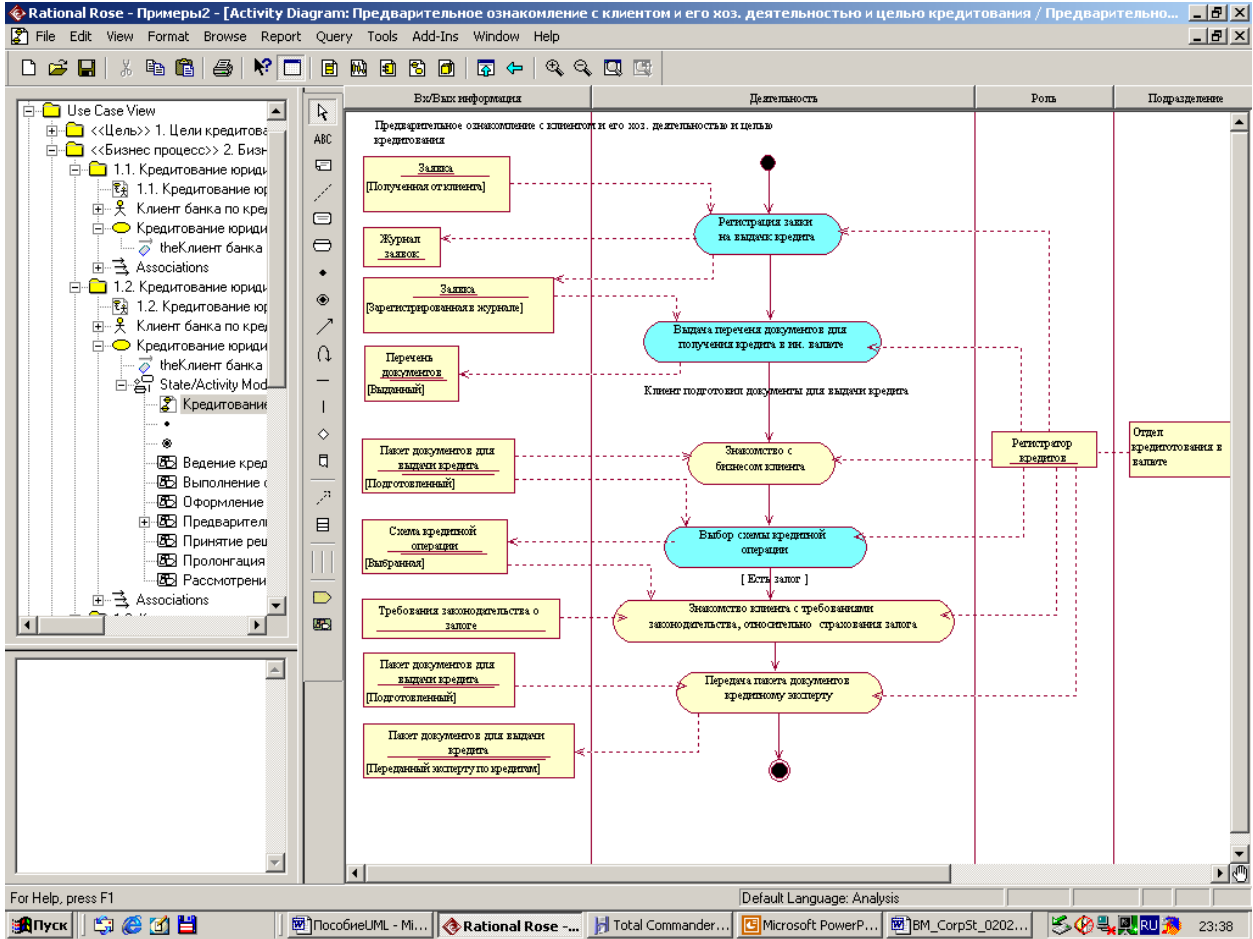 Rational Rose - Примеры2 - [Activity Diagram: Предварительное ознакомление с клиентом и его хоз. деятельностью и целью кредитования / Предварительно...
File Edit View Format Browse Report Query Tools Add-Ins Window Help
Use Case View
<<Цель>> 1. Цели кредитова
<<Бизнес процесс>> 2. Бизн
1.1. Кредитование юриди
1.1. Кредитование юр
Клиент банка по кред
Кредитование юриди
theКлиент банка
Associations
1.2. Кредитование юриди
1.2. Кредитование юр
Клиент банка по кред
Кредитование юриди
theКлиент банка
State/Activity Mod
Кредитование
Ведение кред
Выполнение о
Оформление
Предварители
Принятие реш
Пролонгация
Рассмотрени
Associations
ABC
Вх/Вых информация
Деятельность
Роль
Подразделение
Предварительное ознакомление с клиентом и его хоз. деятельностью и целью
кредитования
Заявка
[Полученная от клиента]
Регистрация заявки
на выдачк кредита
Журнал
заявок
Заявка
[Зарегистрированная в журнале]
Выдача перечня документов для
получения кредита в ин. валюте
Перечень
документов
[Выданный]
Клиент подготовил документы для выдачи кредита
Пакет документов для
выдачи кредита
[Подготовленный]
Знакомство с
бизнесом клиента
Регистратор
кредитов
Отдел
кредитотования в
валюте
Схема кредитной
операции
[Выбранная]
Выбор схемы кредитной
операции
[ Есть залог ]
Требования законодательства о
залоге
Знакомство клиента с требованиями
законодательства, относительно страхования залога
Пакет документов для
выдачи кредита
[Подготовленный]
Передача пакета документов
кредитному эксперту
Пакет документов для выдачи
кредита
[Переданный эксперту по кредитам]
For Help, press F1
Default Language: Analysis
Пуск
ПособиеUML - Mi...
Rational Rose -...
Total Commander...
Microsoft PowerP...
BM_CorpSt_0202...
RU
23:38